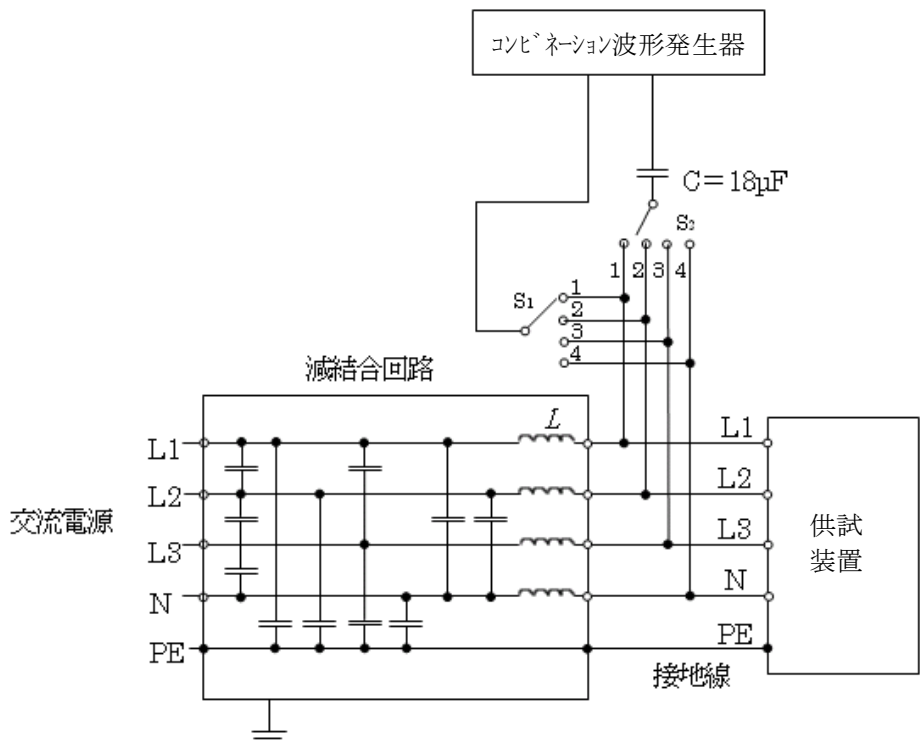 コンビネーション波形発生器
C＝18μF
S2
1 2 3 4
S1
1
2
3
4
減結合回路
L
L1
L2
L3
N
PE
交流電源
L1
L2
L3
N
PE
接地線
供試
装置